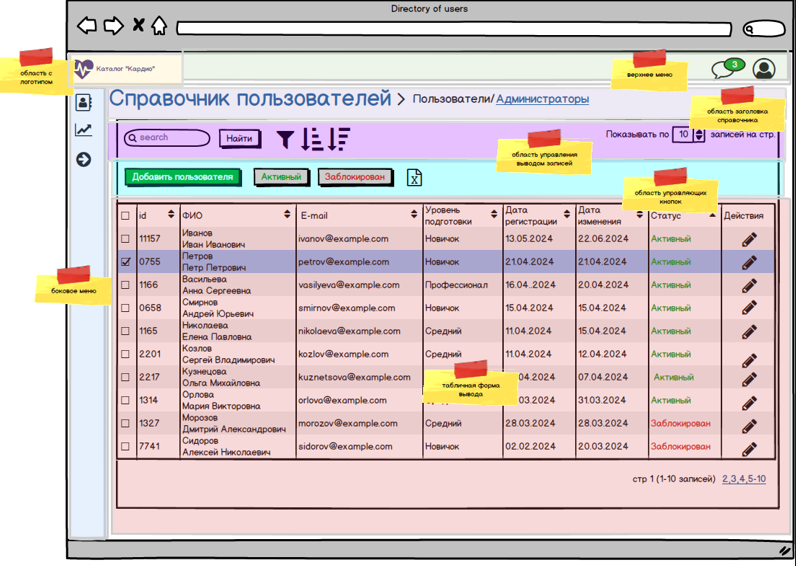 Directory of users
область с
логотипом
Каталог "Кардио"
верхнее меню
3
Справочник пользователей > Пользователи/Администраторы
область заголовка
справочника
search
Найти
Показывать по 10 записей на стр.
область управления
выводом записей
Добавить пользователя
Активный
Заблокирован
X
область управляющих
кнопок
id ФИО E-mail Уровень подготовки Дата регистрации Дата изменения Статус Действия
11157 Иванов Иван Иванович ivanov@example.com Новичок 13.05.2024 22.06.2024 Активный
0755 Петров Петр Петрович petrov@example.com Новичок 21.04.2024 21.04.2024 Активный
1166 Васильева Анна Сергеевна vasilyeva@example.com Профессионал 16.04.2024 20.04.2024 Активный
0658 Смирнов Андрей Юрьевич smirnov@example.com Новичок 15.04.2024 15.04.2024 Активный
1165 Николаева Елена Павловна nikolaeva@example.com Средний 11.04.2024 15.04.2024 Активный
2201 Козлов Сергей Владимирович kozlov@example.com Средний 11.04.2024 12.04.2024 Активный
2217 Кузнецова Ольга Михайловна kuznetsova@example.com 4.2024 07.04.2024 Активный
1314 Орлова Мария Викторовна orlova@example.com 03.2024 31.03.2024 Активный
1327 Морозов Дмитрий Александрович morozov@example.com Средний 28.03.2024 28.03.2024 Заблокирован
7741 Сидоров Алексей Николаевич sidorov@example.com Новичок 02.02.2024 20.03.2024 Заблокирован
боковое меню
табличная форма
вывода
стр 1 (1-10 записей) 2,3,4,5-10